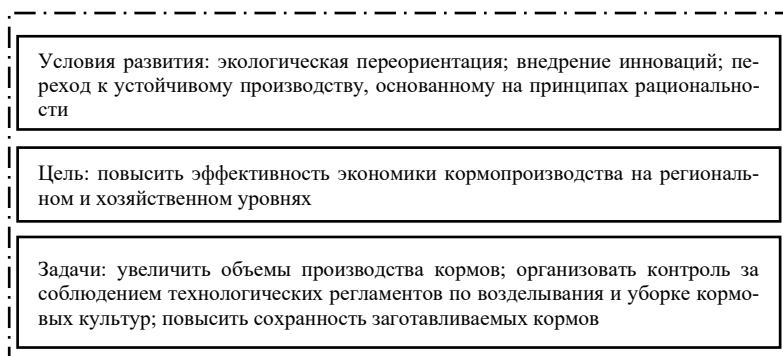 Условия развития: экологическая переориентация; внедрение инноваций; пе-
реход к устойчивому производству, основанному на принципах рациональнo-
сти
Цель: повысить эффективность экономики кормопроизводства на региональ-
ном и хозяйственном уровнях
Задачи: увеличить объемы производства кормов; организовать контроль за
соблюдением технологических регламентов по возделывания и уборке кормо-
вых культур; повысить сохранность заготавливаемых кормов